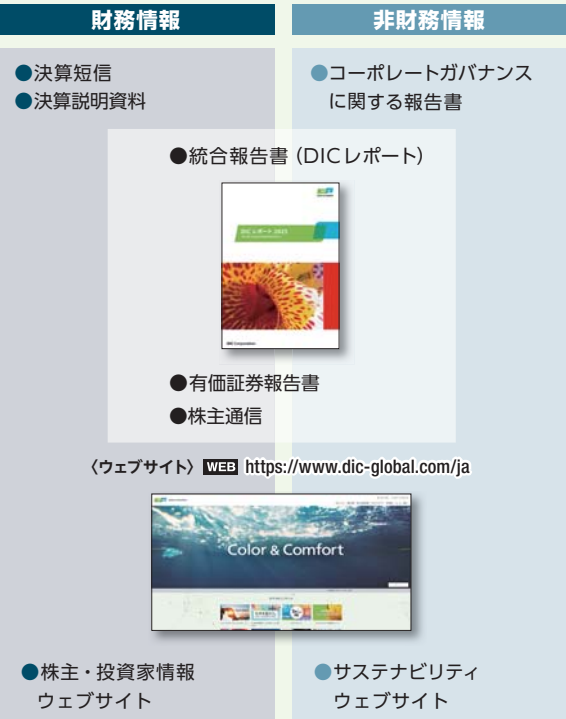 財務情報
非財務情報
●決算短信
●決算説明資料
●コーポレートガバナンス
に関する報告書
●統合報告書（DICレポート）
DIC レポート 2023
DIC Corporation
●有価証券報告書
●株主通信
〈ウェブサイト〉 WEB https://www.dic-global.com/ja
Color & Comfort
●株主・投資家情報
ウェブサイト
●サステナビリティ
ウェブサイト